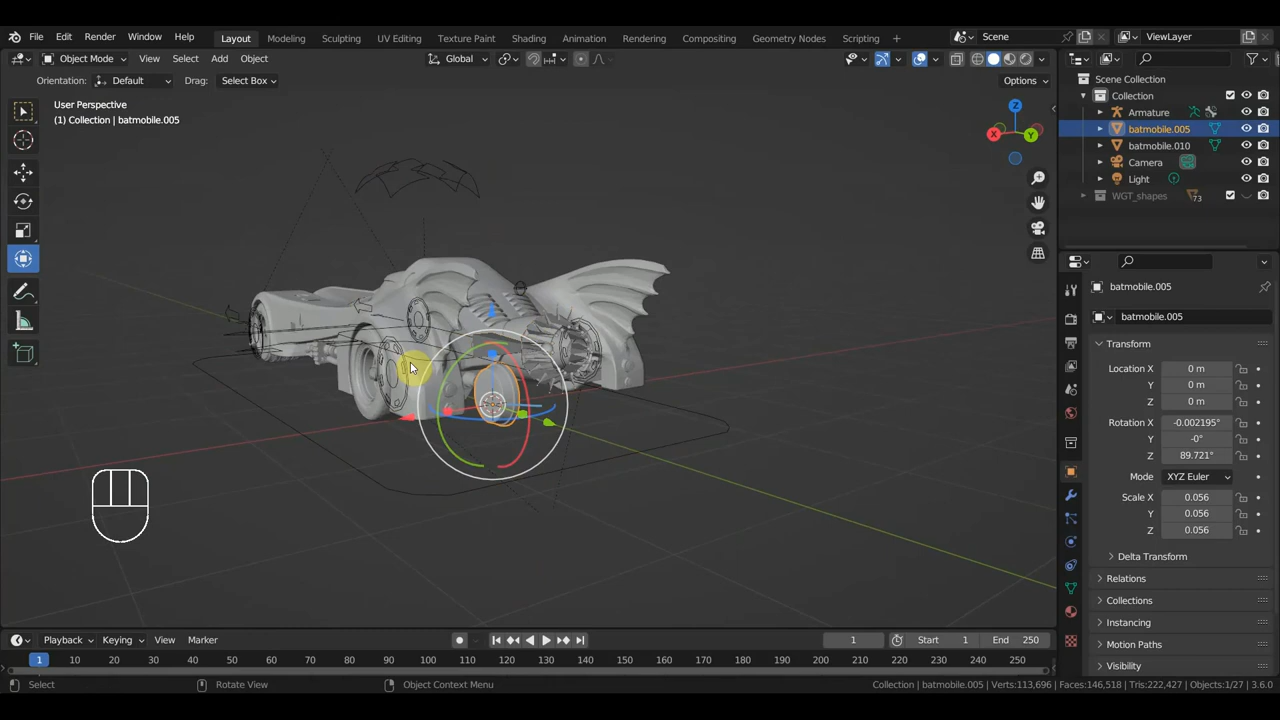 File Edit Render Window Help Layout Modeling Sculpting UV Editing Texture Paint Shading Animation Rendering Compositing Geometry Nodes Scripting + Scene ViewLayer
Object Mode View Select Add Object Global Options
Orientation: Default Drag: Select Box
User Perspective
(1) Collection | batmobile.005
Z
X
Y
Scene Collection
Collection
Armature
batmobile.005
batmobile.010
Camera
Light
WGT_shapes 73
batmobile.005
batmobile.005
Transform
Location X 0 m
Y 0 m
Z 0 m
Rotation X -0.002195°
Y -0°
Z 89.721°
Mode XYZ Euler
Scale X 0.056
Y 0.056
Z 0.056
Delta Transform
Relations
Collections
Instancing
Motion Paths
Visibility
Playback Keying View Marker 1 Start 1 End 250
1 10 20 30 40 50 60 70 80 90 100 110 120 130 140 150 160 170 180 190 200 210 220 230 240 250
Select Rotate View Object Context Menu Collection | batmobile.005 | Verts:113,696 | Faces:146,518 | Tris:222,427 | Objects:1/27 | 3.6.0